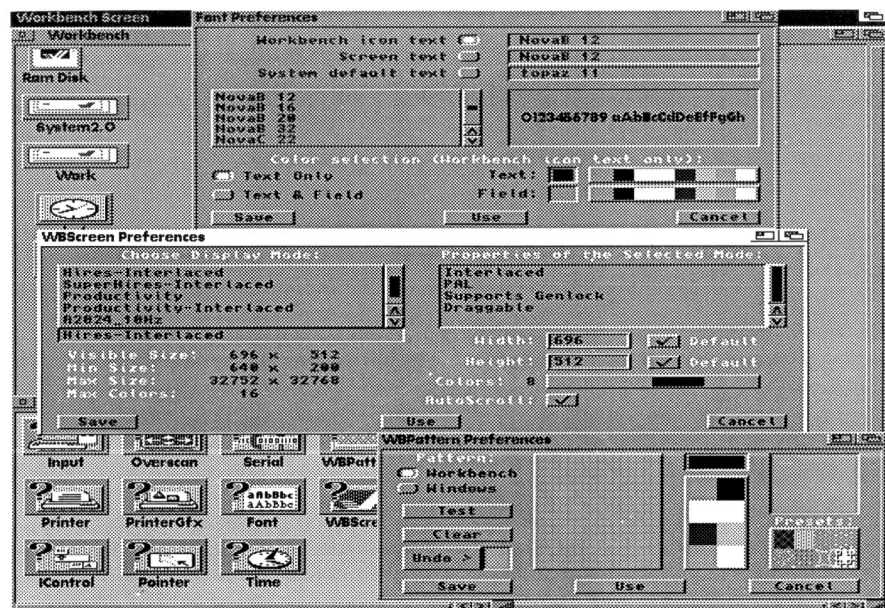 Workbench Screen
Font Preferences
Workbench
Workbench icon text
NovaB 12
Screen text
NovaB 12
System default text
topaz 11
Ram Disk
System2.0
Work
NovaB 12
NovaB 16
NovaB 20
NovaB 32
NovaC 22
0123456789 aAbBcCdDeEfFgGh
Color selection (Workbench icon text only):
Text Only
Text:
Text & Field
Field:
Save
Use
Cancel
WBScreen Preferences
Choose Display Mode:
Properties of the Selected Mode:
Hires-Interlaced
SuperHires-Interlaced
Productivity
Productivity-Interlaced
A2024_10Hz
Hires-Interlaced
Interlaced
PAL
Supports Genlock
Draggable
Visible Size: 696 x 512
Min Size: 640 x 200
Max Size: 32752 x 32768
Max Colors: 16
Width: 696 Default
Height: 512 Default
Colors: 8
AutoScroll:
Save
Use
Cancel
Input
Overscan
Serial
WBPatt
Printer
PrinterGfx
Font
WBScre
IControl
Pointer
Time
aAbBbc
aABBbc
WBPattern Preferences
Pattern:
Workbench
Windows
Test
Clear
Undo >
Presets:
Save
Use
Cancel